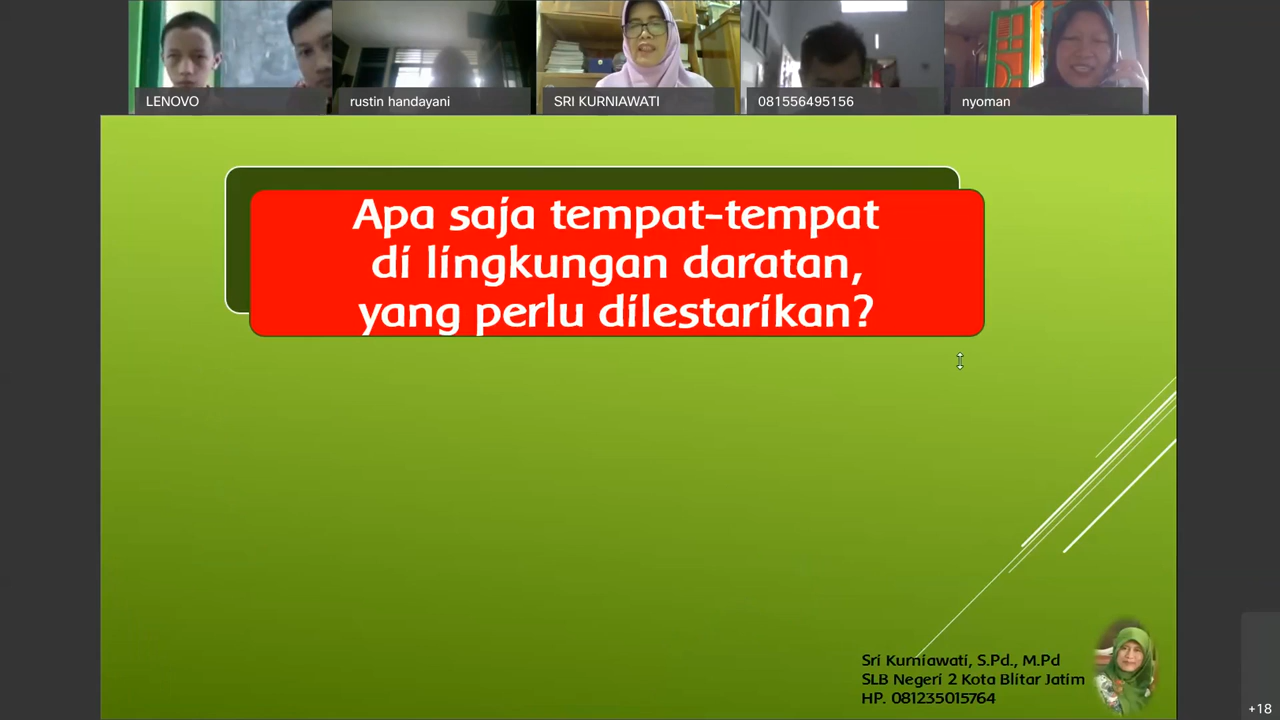 LENOVO
rustin handayani
SRI KURNIAWATI
081556495156
nyoman
Apa saja tempat-tempat
di lingkungan daratan,
yang perlu dilestarikan?
Sri Kurniawati, S.Pd., M.Pd
SLB Negeri 2 Kota Blitar Jatim
HP. 081235015764
+18